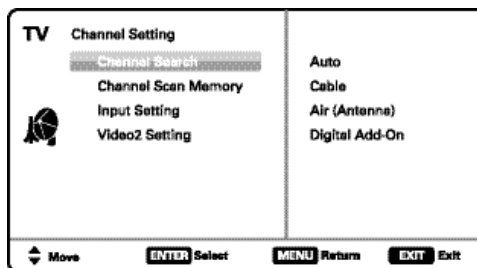 TV
Channel Setting
Channel Search
Channel Scan Memory
Input Setting
Video2 Setting
Auto
Cable
Air (Antenna)
Digital Add-On
Move ENTER Select MENU Return EXIT Exit